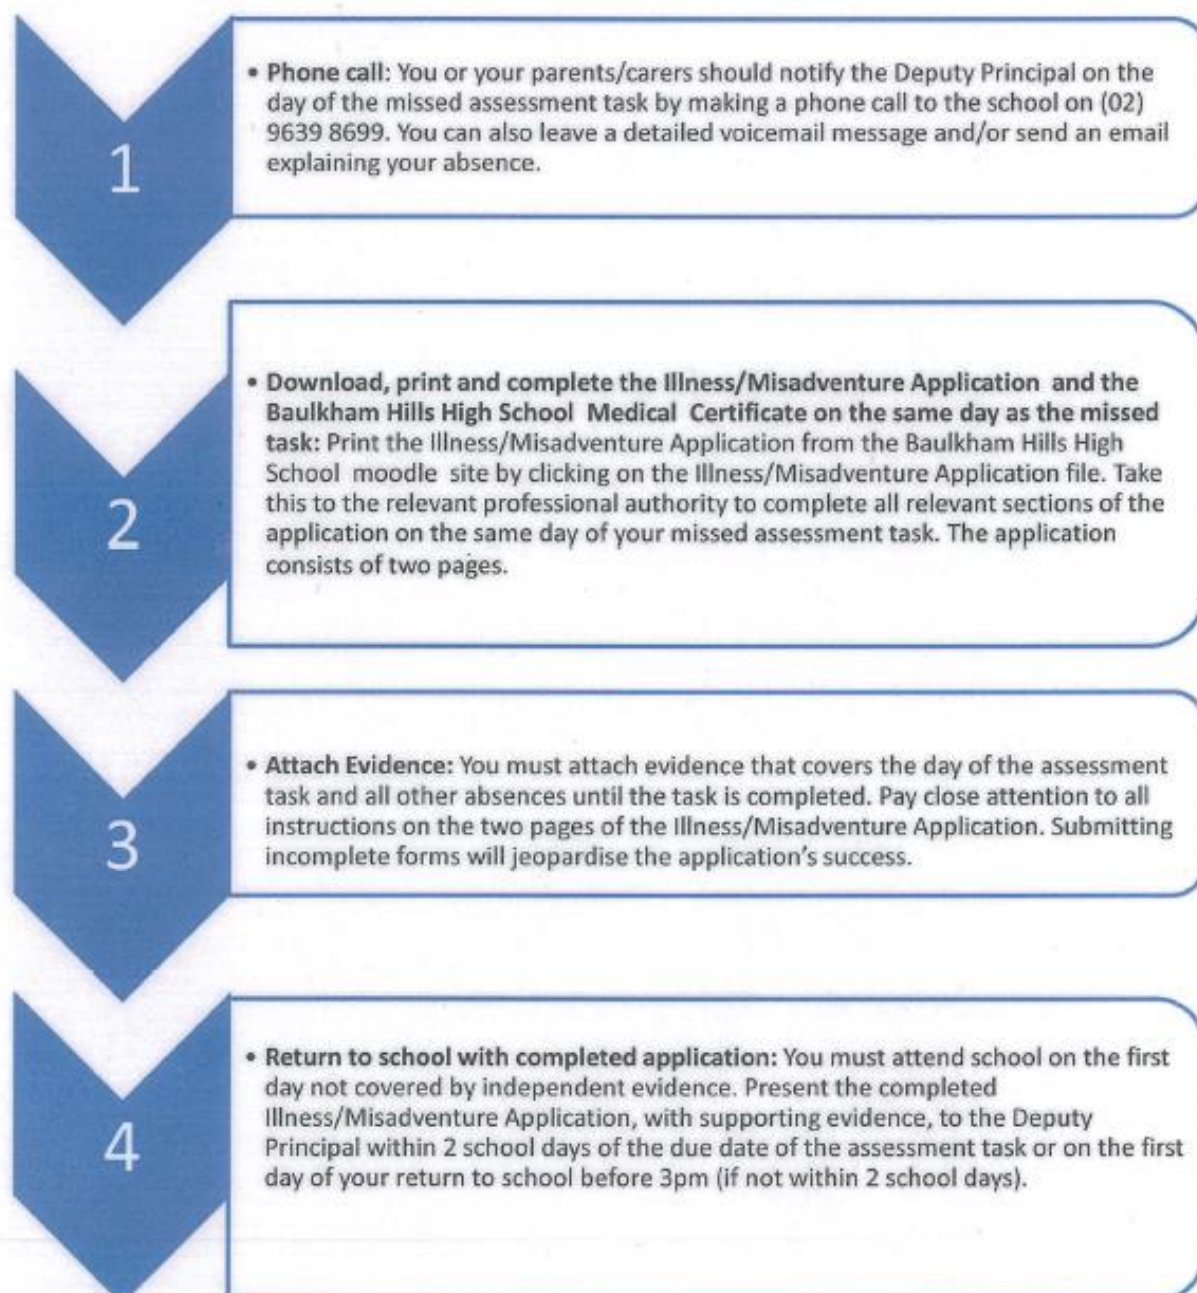 1
• Phone call: You or your parents/carers should notify the Deputy Principal on the
day of the missed assessment task by making a phone call to the school on (02)
9639 8699. You can also leave a detailed voicemail message and/or send an email
explaining your absence.
2
• Download, print and complete the Illness/Misadventure Application and the
Baulkham Hills High School Medical Certificate on the same day as the missed
task: Print the Illness/Misadventure Application from the Baulkham Hills High
School moodle site by clicking on the Illness/Misadventure Application file. Take
this to the relevant professional authority to complete all relevant sections of the
application on the same day of your missed assessment task. The application
consists of two pages.
3
• Attach Evidence: You must attach evidence that covers the day of the assessment
task and all other absences until the task is completed. Pay close attention to all
instructions on the two pages of the Illness/Misadventure Application. Submitting
incomplete forms will jeopardise the application's success.
4
• Return to school with completed application: You must attend school on the first
day not covered by independent evidence. Present the completed
Illness/Misadventure Application, with supporting evidence, to the Deputy
Principal within 2 school days of the due date of the assessment task or on the first
day of your return to school before 3pm (if not within 2 school days).